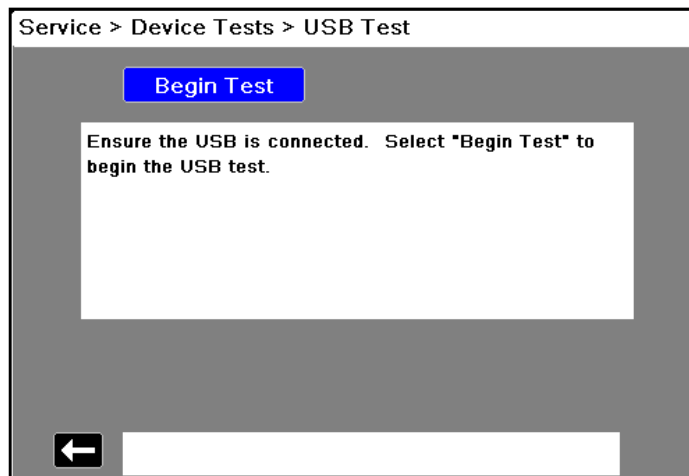 Service > Device Tests > USB Test
Begin Test
Ensure the USB is connected.  Select "Begin Test" to
begin the USB test.